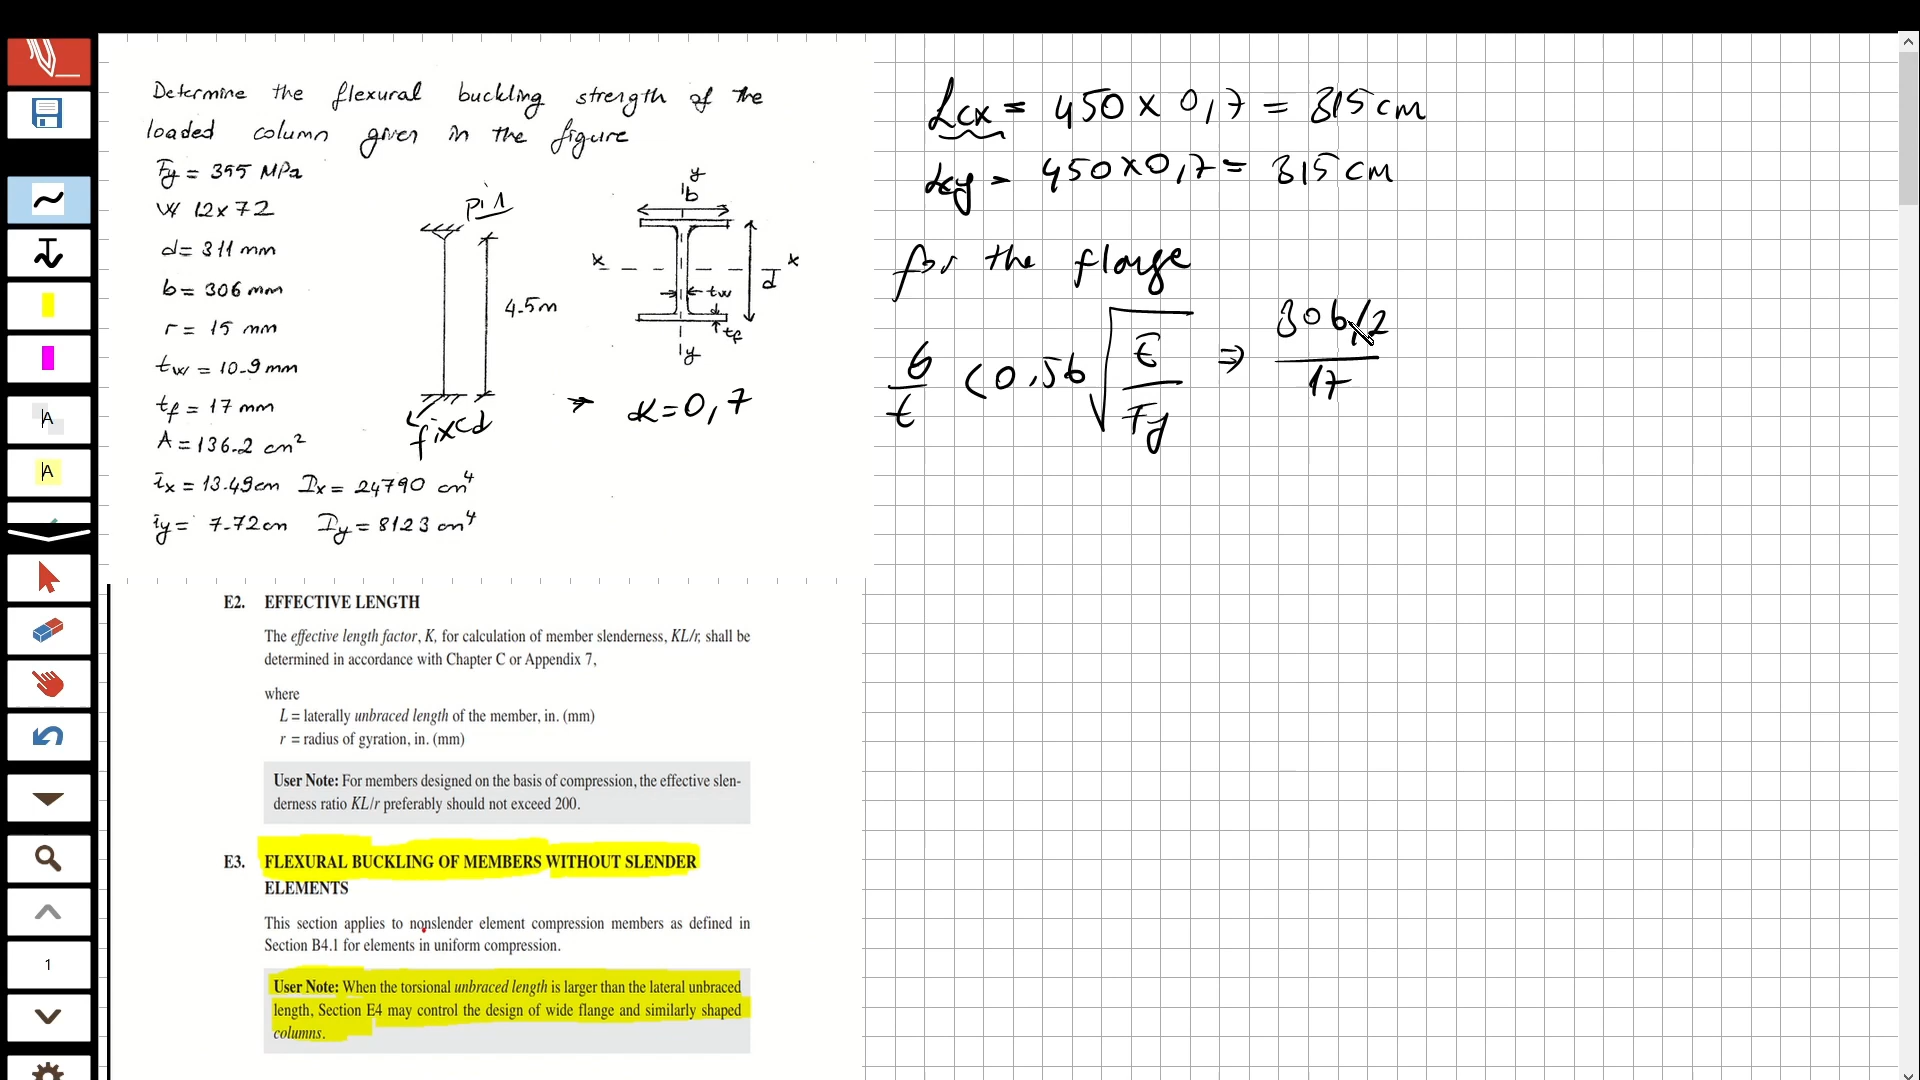 Determine the flexural buckling strength of the
loaded column given in the figure
Fy = 355 MPa
W 12x72
d = 311 mm
b = 306 mm
r = 15 mm
tw = 10.9 mm
tf = 17 mm
A = 136.2 cm²
ix = 13.49cm Ix = 24790 cm⁴
iy = 7.72cm Iy = 8123 cm⁴
pin
4.5m
fixed
y
b
x
x
d
tw
tf
y
→ K=0,7
Lcx = 450 x 0,7 = 315 cm
Lcy = 450x0,7 = 315 cm
for the flange
b/t < 0,56 √(E/Fy) ⇒ (306/2)/17
E2. EFFECTIVE LENGTH
The effective length factor, K, for calculation of member slenderness, KL/r, shall be
determined in accordance with Chapter C or Appendix 7,
where
L = laterally unbraced length of the member, in. (mm)
r = radius of gyration, in. (mm)
User Note: For members designed on the basis of compression, the effective slen-
derness ratio KL/r preferably should not exceed 200.
E3. FLEXURAL BUCKLING OF MEMBERS WITHOUT SLENDER
ELEMENTS
This section applies to nonslender element compression members as defined in
Section B4.1 for elements in uniform compression.
User Note: When the torsional unbraced length is larger than the lateral unbraced
length, Section E4 may control the design of wide flange and similarly shaped
columns.
A
A
1